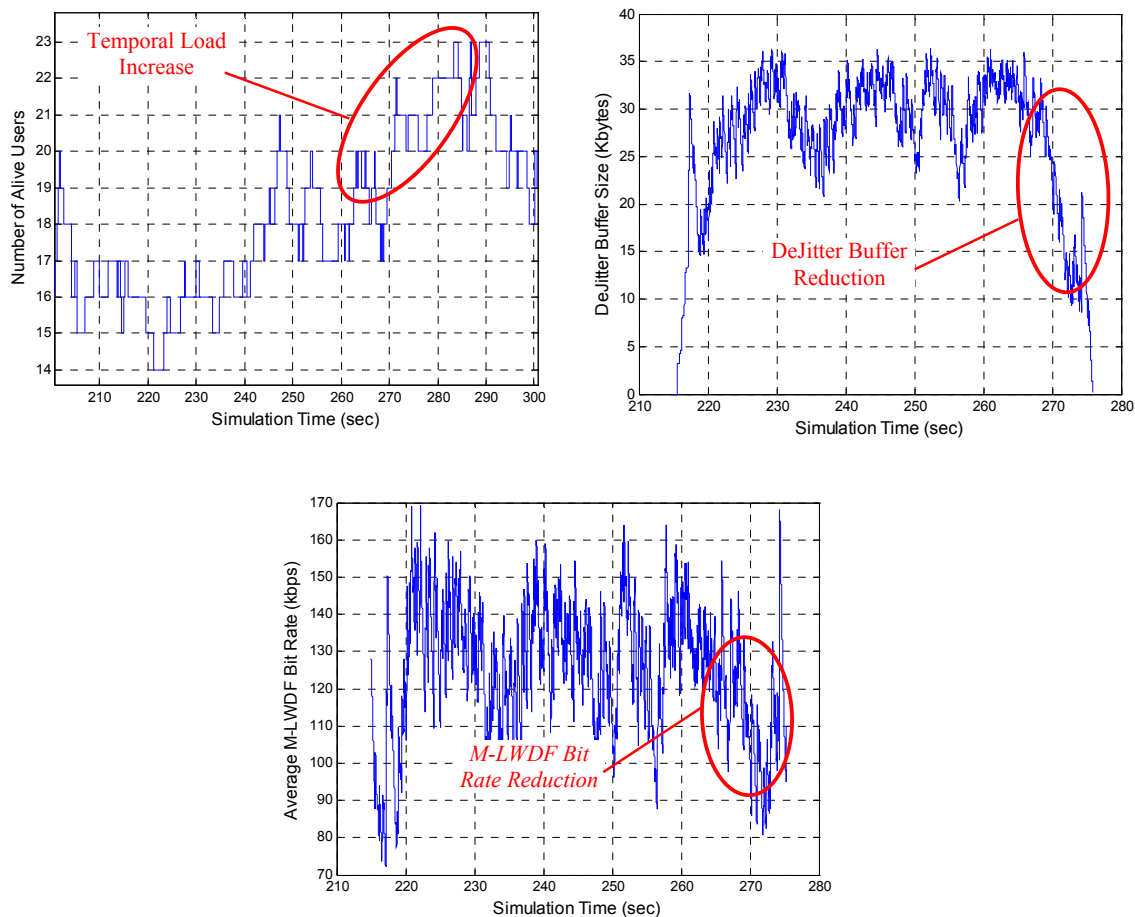 Temporal Load
Increase
Number of Alive Users
23
22
21
20
19
18
17
16
15
14
210 220 230 240 250 260 270 280 290 300
Simulation Time (sec)
DeJitter Buffer
Reduction
DeJitter Buffer Size (Kbytes)
40
35
30
25
20
15
10
5
0
210 220 230 240 250 260 270 280
Simulation Time (sec)
M-LWDF Bit
Rate Reduction
Average M-LWDF Bit Rate (kbps)
170
160
150
140
130
120
110
100
90
80
70
210 220 230 240 250 260 270 280
Simulation Time (sec)